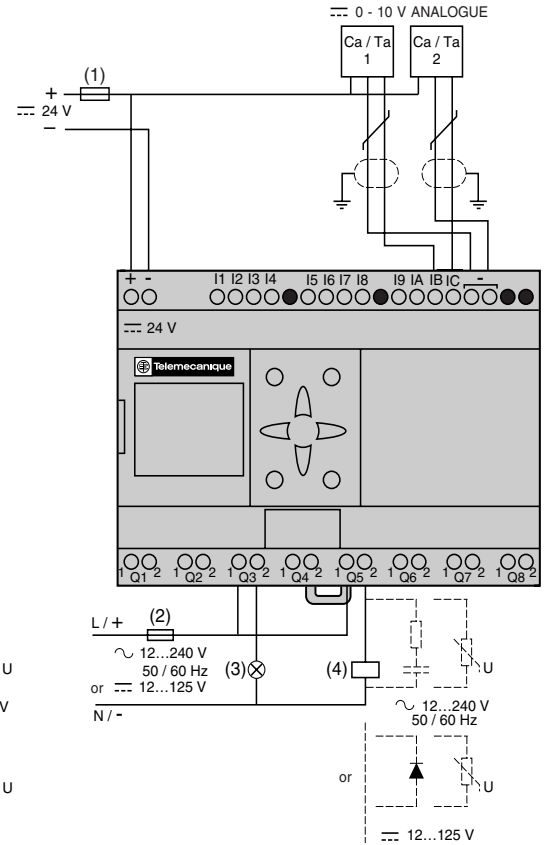 0 - 10 V ANALOGUE
Ca / Ta 1
Ca / Ta 2
(1)
+
24 V
–
+ - I1 I2 I3 I4 I5 I6 I7 I8 I9 IA IB IC -
24 V
Telemecanique
1 Q1 2 1 Q2 2 1 Q3 2 1 Q4 2 1 Q5 2 1 Q6 2 1 Q7 2 1 Q8 2
L / + (2)
12...240 V
50 / 60 Hz
or 12...125 V
N / -
(3)
(4)
U
12...240 V
50 / 60 Hz
or
U
12...125 V
U
V
U